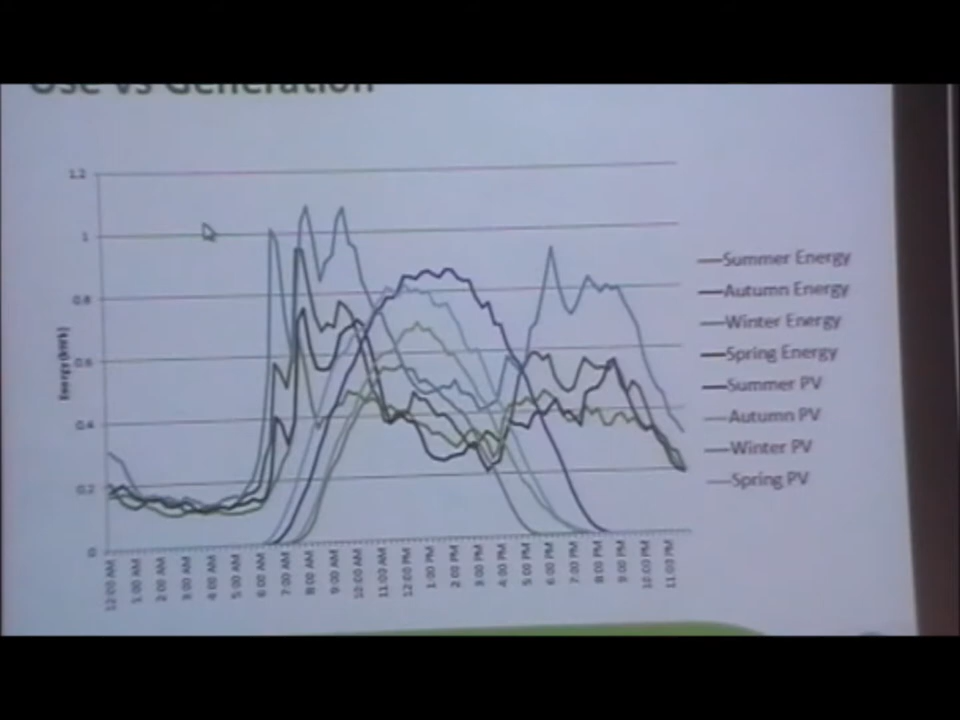 Use vs Generation
1.2
1
0.8
0.6
0.4
0.2
0
Energy (kWh)
12:00 AM
1:00 AM
2:00 AM
3:00 AM
4:00 AM
5:00 AM
6:00 AM
7:00 AM
8:00 AM
9:00 AM
10:00 AM
11:00 AM
12:00 PM
1:00 PM
2:00 PM
3:00 PM
4:00 PM
5:00 PM
6:00 PM
7:00 PM
8:00 PM
9:00 PM
10:00 PM
11:00 PM
Summer Energy
Autumn Energy
Winter Energy
Spring Energy
Summer PV
Autumn PV
Winter PV
Spring PV